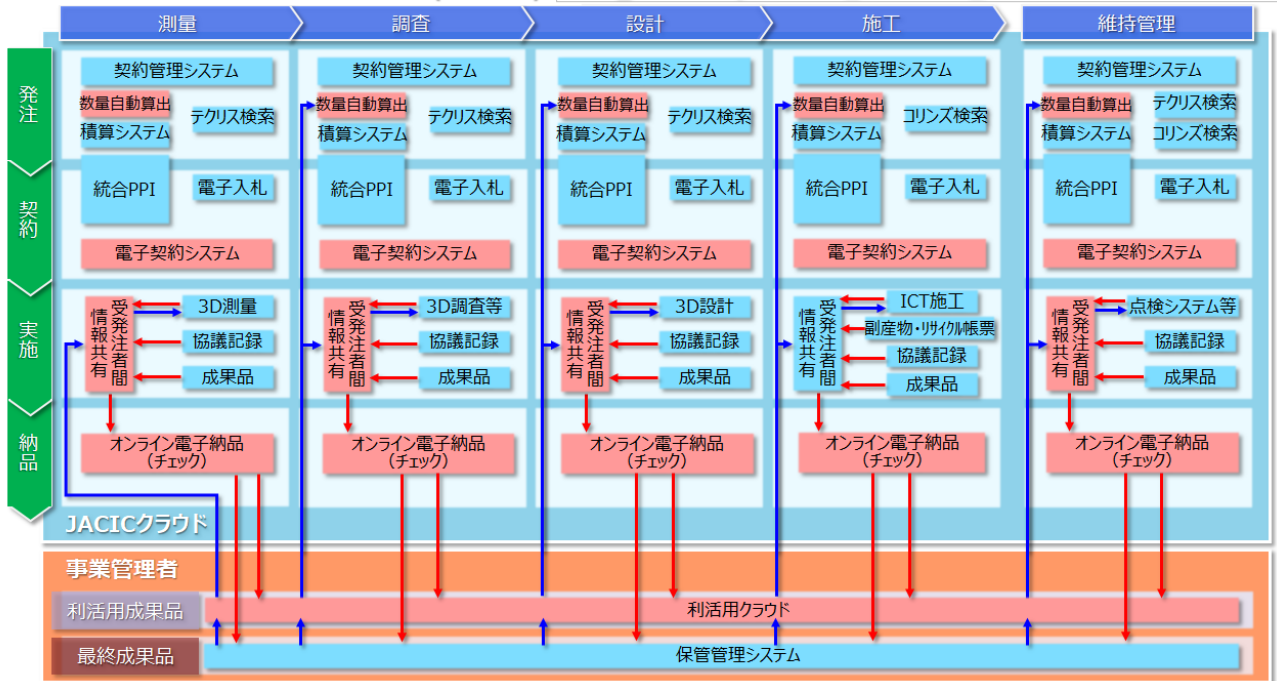 測量
調査
設計
施工
維持管理
発注
契約管理システム
数量自動算出
テクリス検索
積算システム
契約管理システム
数量自動算出
テクリス検索
積算システム
契約管理システム
数量自動算出
テクリス検索
積算システム
契約管理システム
数量自動算出
コリンズ検索
積算システム
契約管理システム
数量自動算出
テクリス検索
積算システム
コリンズ検索
契約
統合PPI
電子入札
電子契約システム
統合PPI
電子入札
電子契約システム
統合PPI
電子入札
電子契約システム
統合PPI
電子入札
電子契約システム
統合PPI
電子入札
電子契約システム
実施
受発注者間
情報共有
3D測量
協議記録
成果品
受発注者間
情報共有
3D調査等
協議記録
成果品
受発注者間
情報共有
3D設計
協議記録
成果品
受発注者間
情報共有
ICT施工
副産物・リサイクル帳票
協議記録
成果品
受発注者間
情報共有
点検システム等
協議記録
成果品
納品
オンライン電子納品
(チェック)
オンライン電子納品
(チェック)
オンライン電子納品
(チェック)
オンライン電子納品
(チェック)
オンライン電子納品
(チェック)
JACICクラウド
事業管理者
利活用成果品
利活用クラウド
最終成果品
保管管理システム